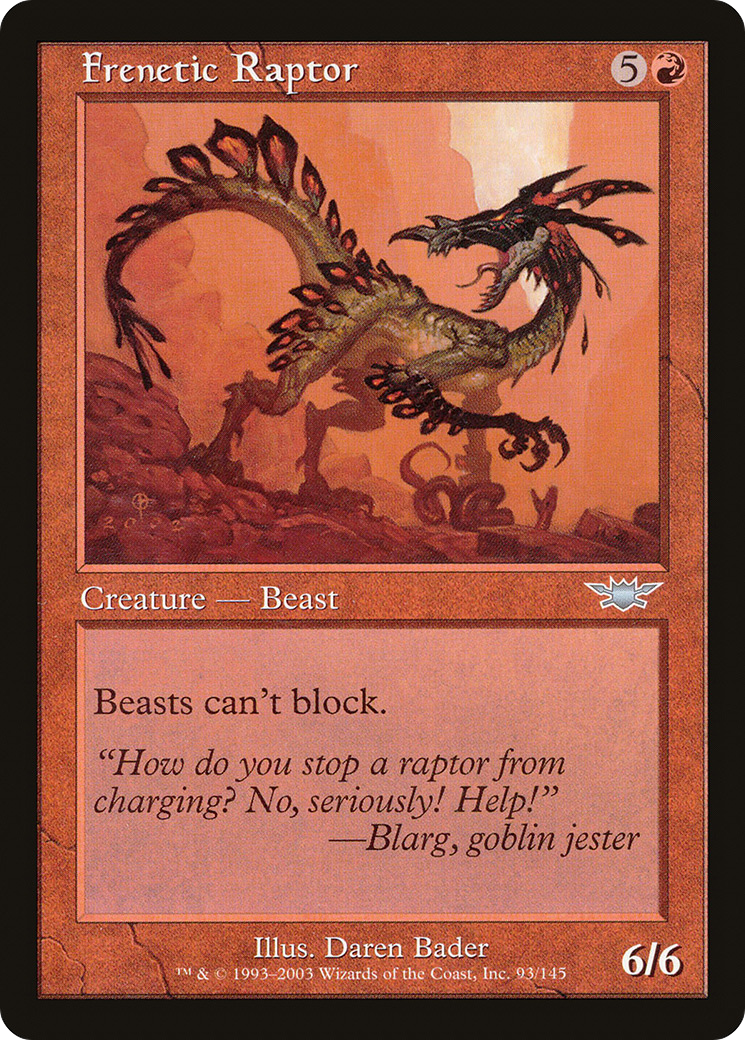 Frenetic Raptor
5
2002
Creature — Beast
Beasts can't block.
“How do you stop a raptor from
charging? No, seriously! Help!”
—Blarg, goblin jester
Illus. Daren Bader
™ & © 1993–2003 Wizards of the Coast, Inc. 93/145
6/6